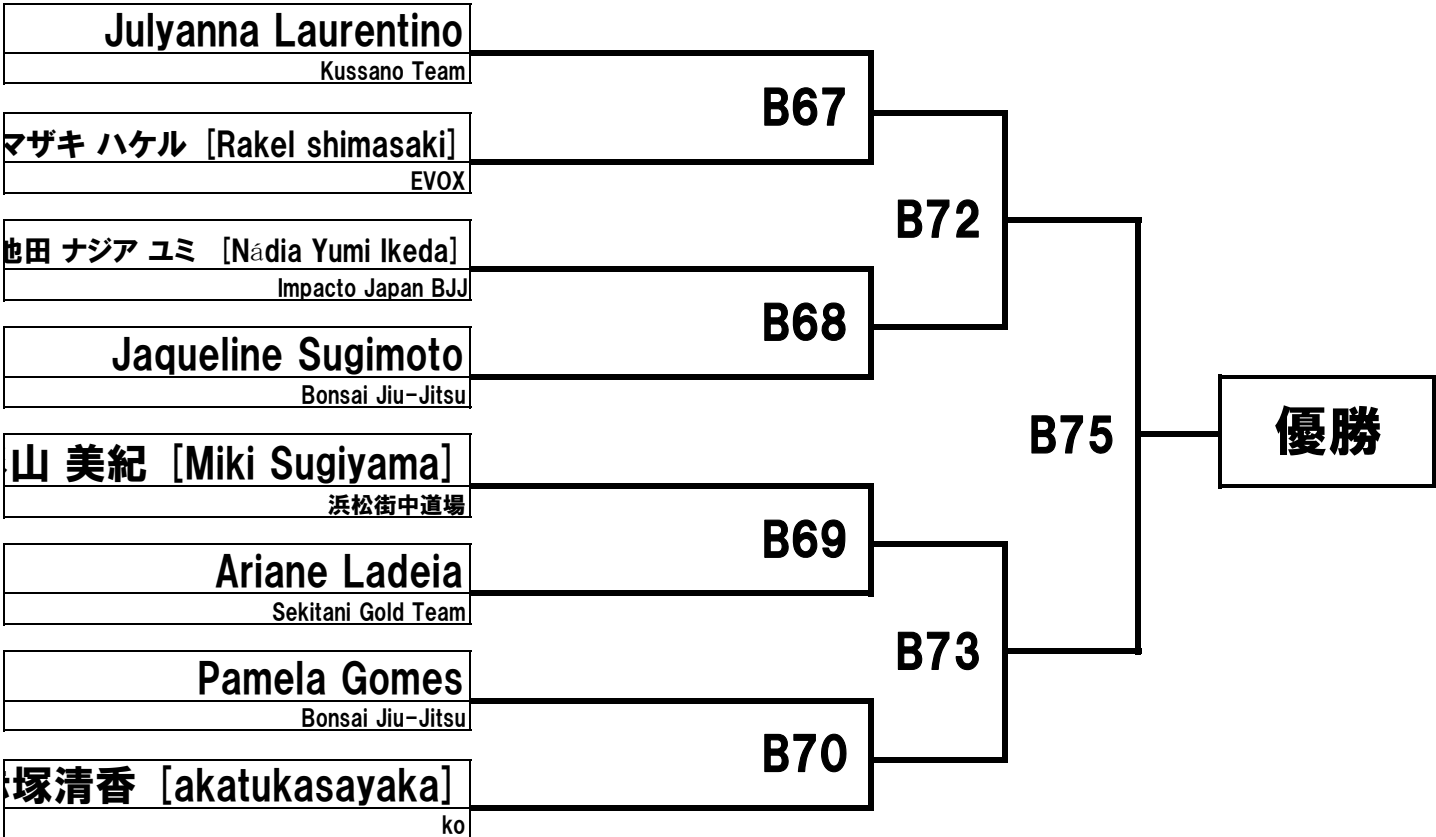 Julyanna Laurentino
Kussano Team
B67
マザキ ハケル [Rakel shimasaki]
EVOX
B72
池田 ナジア ユミ [Nádia Yumi Ikeda]
Impacto Japan BJJ
B68
Jaqueline Sugimoto
Bonsai Jiu-Jitsu
B75
優勝
山 美紀 [Miki Sugiyama]
浜松街中道場
B69
Ariane Ladeia
Sekitani Gold Team
B73
Pamela Gomes
Bonsai Jiu-Jitsu
B70
塚清香 [akatukasayaka]
ko